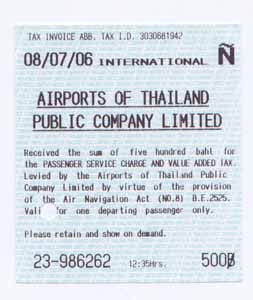 TAX INVOICE ABB. TAX I.D. 3030681942
08/07/06 INTERNATIONAL Ñ
AIRPORTS OF THAILAND
PUBLIC COMPANY LIMITED
Received the sum of five hundred bahl for
the PASSENGER SERVICE CHARGE AND VALUE ADDED TAX.
Levied by the Airports of Thailand Public
Company Limited by virtue of the provision
of the Air Navigation Act (NO.8) B.E.2525.
Vali for one departing passenger only.
Please retain and show on demand.
23-986262 12:35Hrs. 500฿